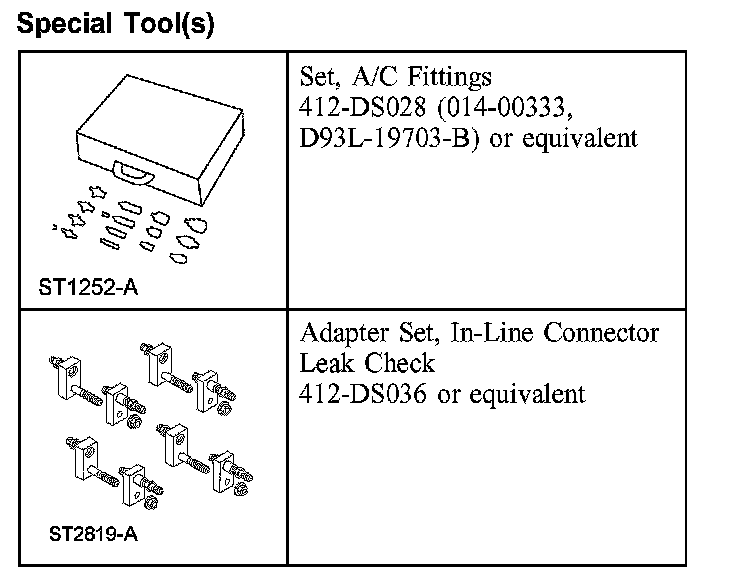 Special Tool(s)
Set, A/C Fittings
412-DS028 (014-00333,
D93L-19703-B) or equivalent
ST1252-A
Adapter Set, In-Line Connector
Leak Check
412-DS036 or equivalent
ST2819-A